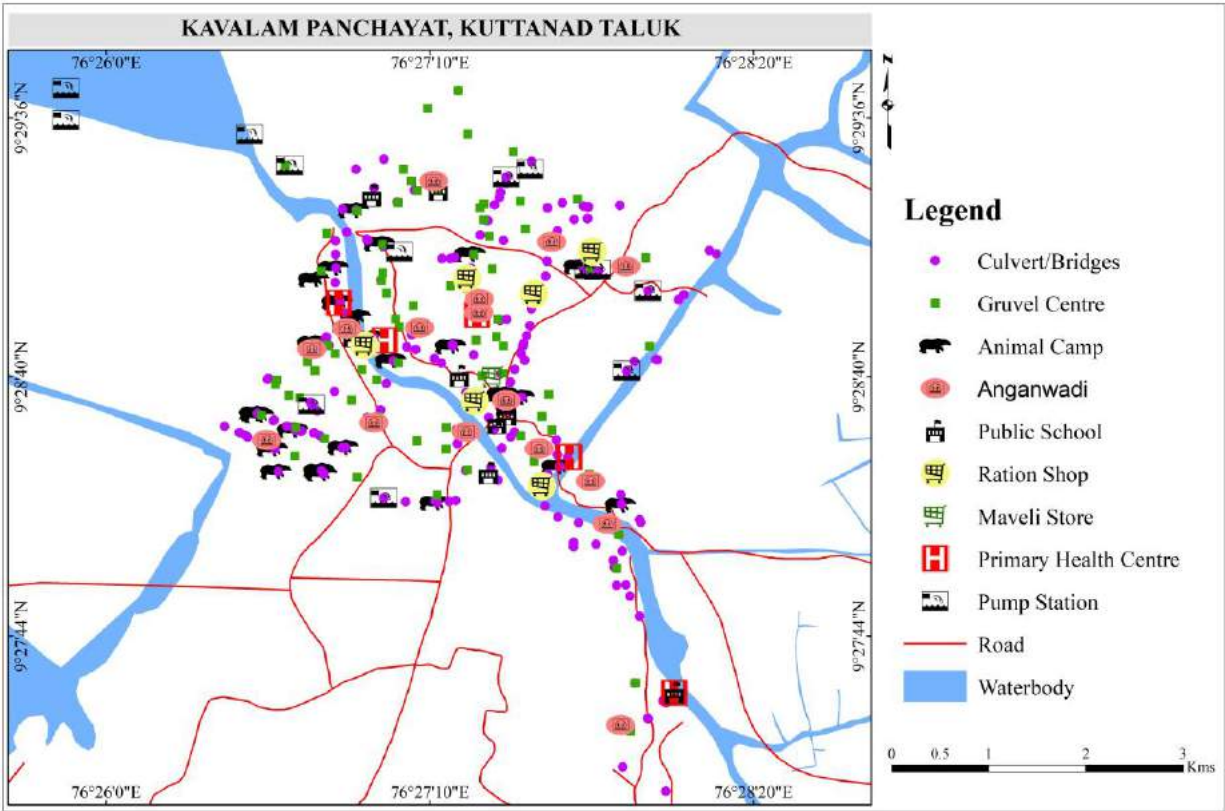 KAVALAM PANCHAYAT, KUTTANAD TALUK
76°26'0"E
76°27'10"E
76°28'20"E
9°29'36"N
9°29'36"N
9°28'40"N
9°28'40"N
9°27'44"N
9°27'44"N
76°26'0"E
76°27'10"E
76°28'20"E
N
Legend
Culvert/Bridges
Gruvel Centre
Animal Camp
Anganwadi
Public School
Ration Shop
Maveli Store
Primary Health Centre
Pump Station
Road
Waterbody
0 0.5 1 2 3
Kms